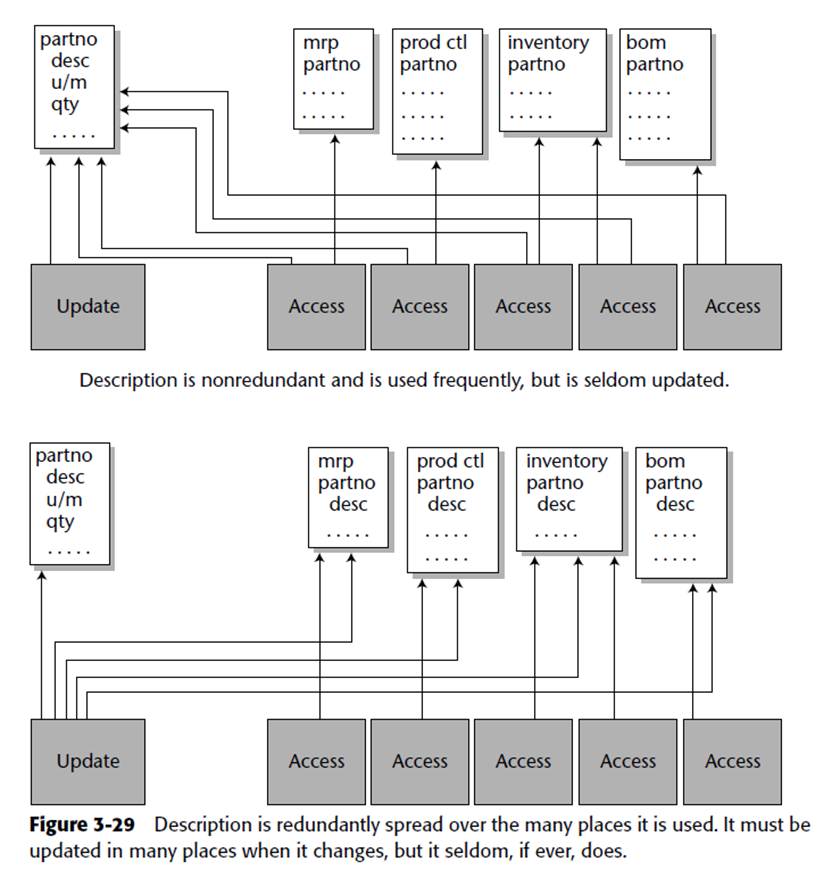 partno
desc
u/m
qty
. . . . .
mrp
partno
. . . . .
. . . . .
prod ctl
partno
. . . . .
. . . . .
. . . . .
inventory
partno
. . . . .
. . . . .
bom
partno
. . . . .
. . . . .
. . . . .
Update
Access
Access
Access
Access
Access
Description is nonredundant and is used frequently, but is seldom updated.
partno
desc
u/m
qty
. . . . .
mrp
partno
desc
. . . . .
prod ctl
partno
desc
. . . . .
. . . . .
inventory
partno
desc
. . . . .
bom
partno
desc
. . . . .
. . . . .
Update
Access
Access
Access
Access
Access
Figure 3-29 Description is redundantly spread over the many places it is used. It must be
updated in many places when it changes, but it seldom, if ever, does.